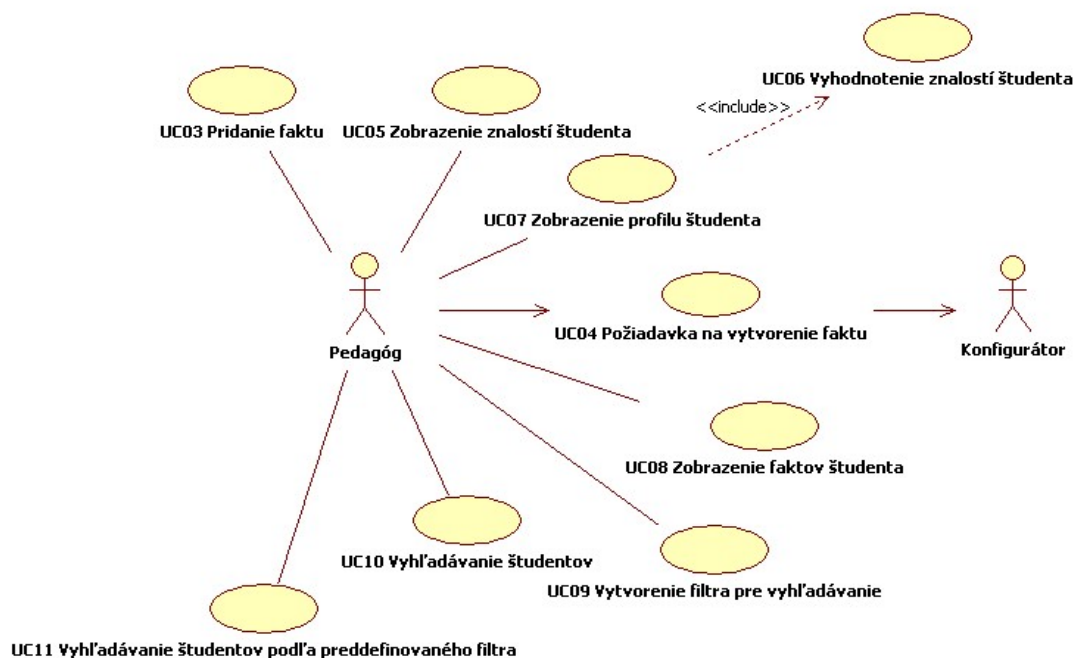 UC06 Vyhodnotenie znalostí študenta
<<include>>
UC03 Pridanie faktu
UC05 Zobrazenie znalostí študenta
UC07 Zobrazenie profilu študenta
UC04 Požiadavka na vytvorenie faktu
Pedagóg
Konfigurátor
UC08 Zobrazenie faktov študenta
UC10 Vyhľadávanie študentov
UC09 Vytvorenie filtra pre vyhľadávanie
UC11 Vyhľadávanie študentov podľa preddefinovaného filtra